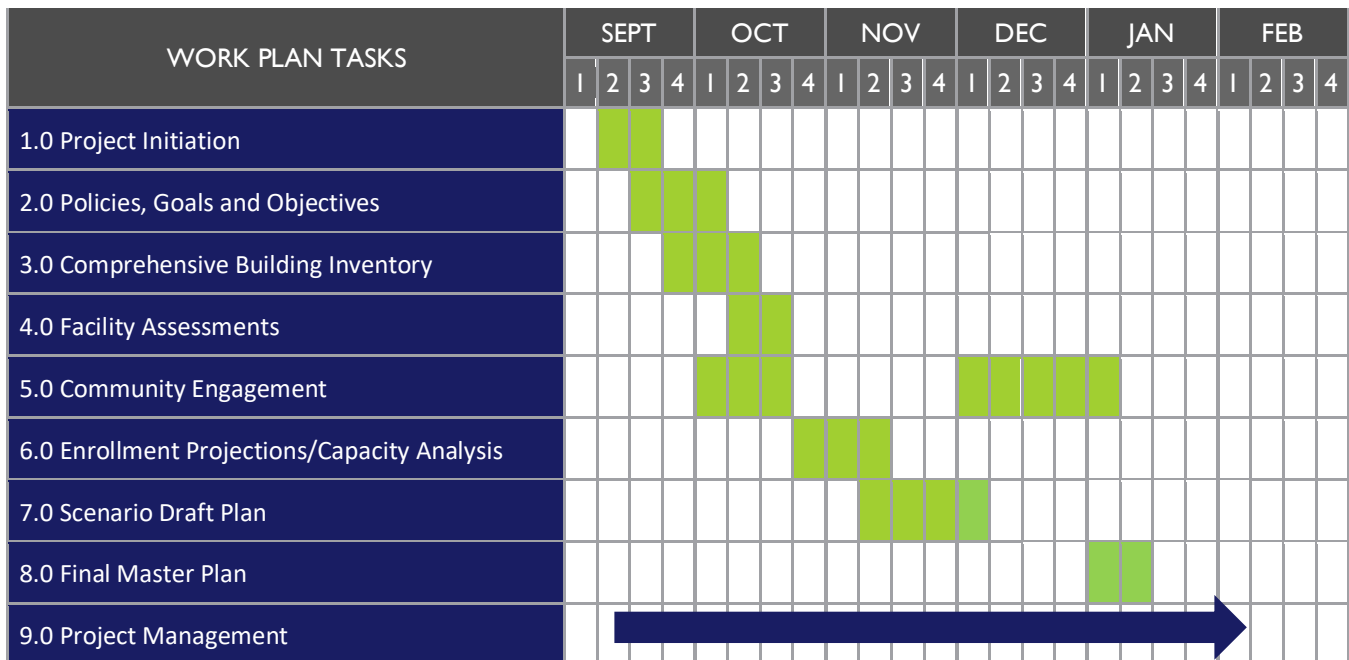 WORK PLAN TASKS
SEPT OCT NOV DEC JAN FEB
1 2 3 4 1 2 3 4 1 2 3 4 1 2 3 4 1 2 3 4 1 2 3 4
1.0 Project Initiation
2.0 Policies, Goals and Objectives
3.0 Comprehensive Building Inventory
4.0 Facility Assessments
5.0 Community Engagement
6.0 Enrollment Projections/Capacity Analysis
7.0 Scenario Draft Plan
8.0 Final Master Plan
9.0 Project Management